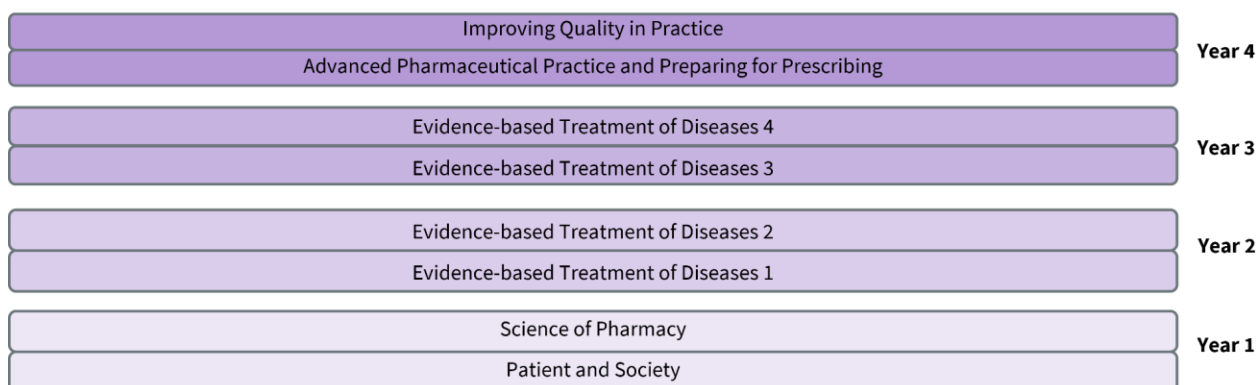 Improving Quality in Practice
Advanced Pharmaceutical Practice and Preparing for Prescribing
Year 4
Evidence-based Treatment of Diseases 4
Evidence-based Treatment of Diseases 3
Year 3
Evidence-based Treatment of Diseases 2
Evidence-based Treatment of Diseases 1
Year 2
Science of Pharmacy
Patient and Society
Year 1